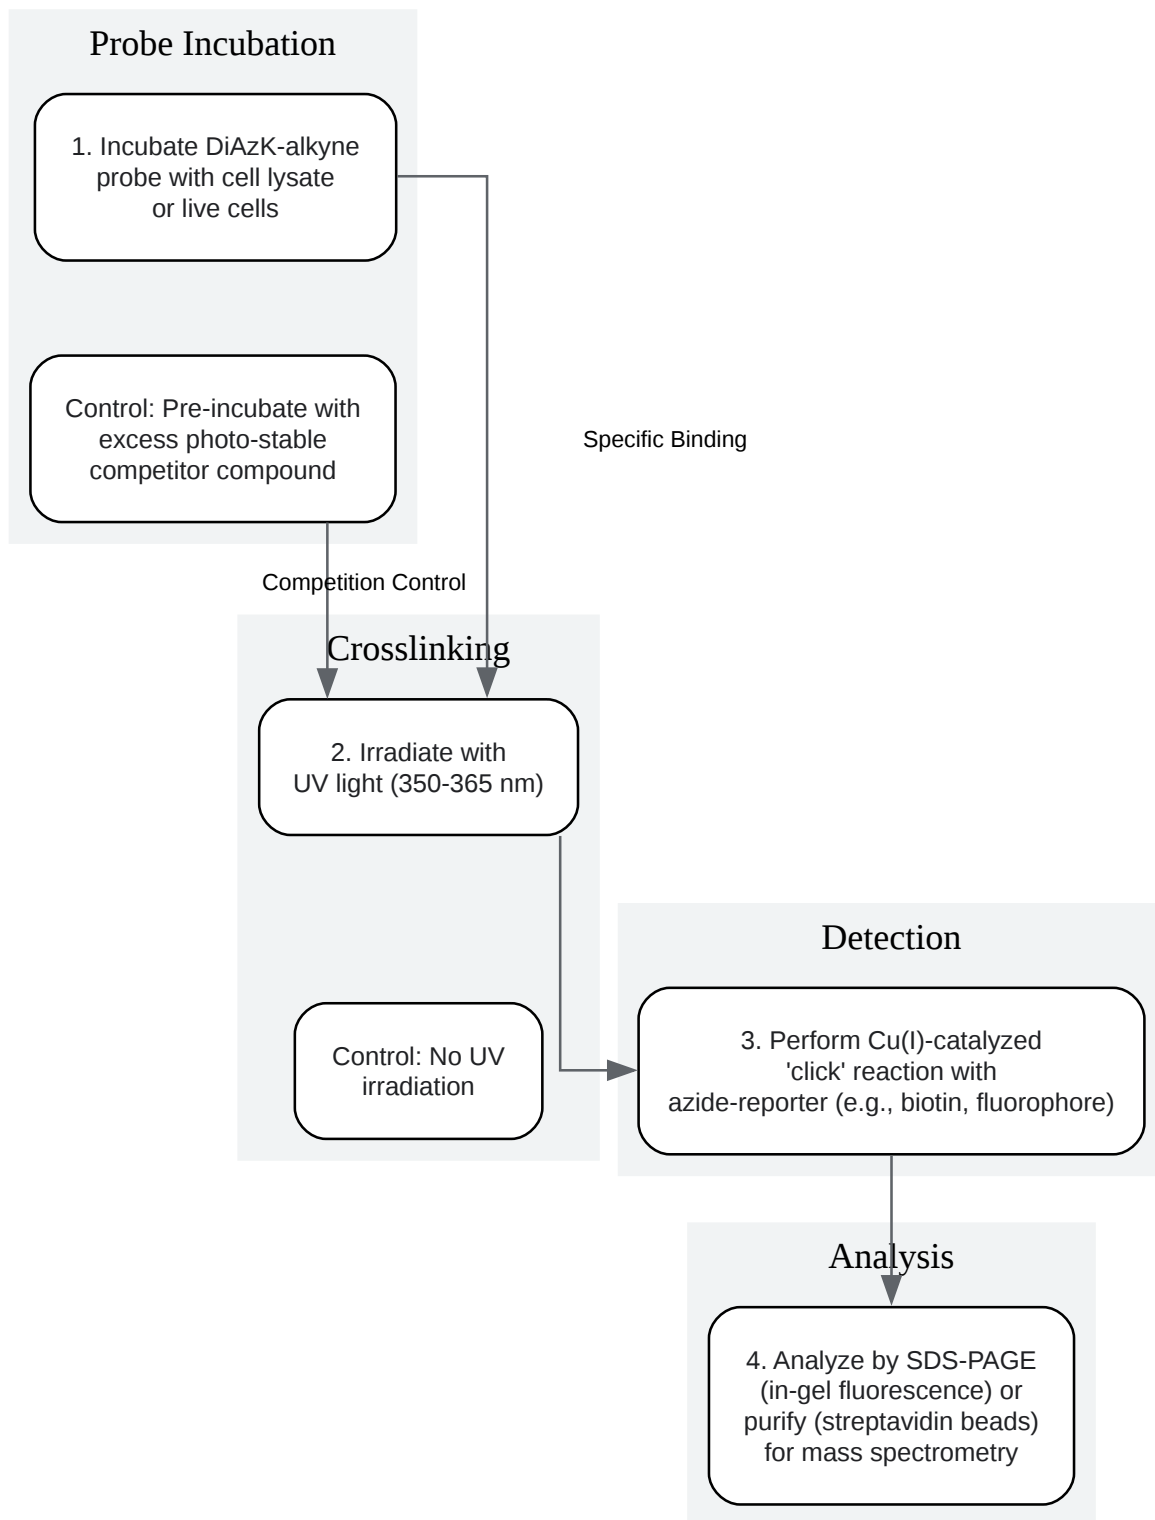 Probe Incubation
1. Incubate DiAzK-alkyne
probe with cell lysate
or live cells
Control: Pre-incubate with
excess photo-stable
competitor compound
Specific Binding
Competition Control
Crosslinking
2. Irradiate with
UV light (350-365 nm)
Control: No UV
irradiation
Detection
3. Perform Cu(I)-catalyzed
'click' reaction with
azide-reporter (e.g., biotin, fluorophore)
Analysis
4. Analyze by SDS-PAGE
(in-gel fluorescence) or
purify (streptavidin beads)
for mass spectrometry